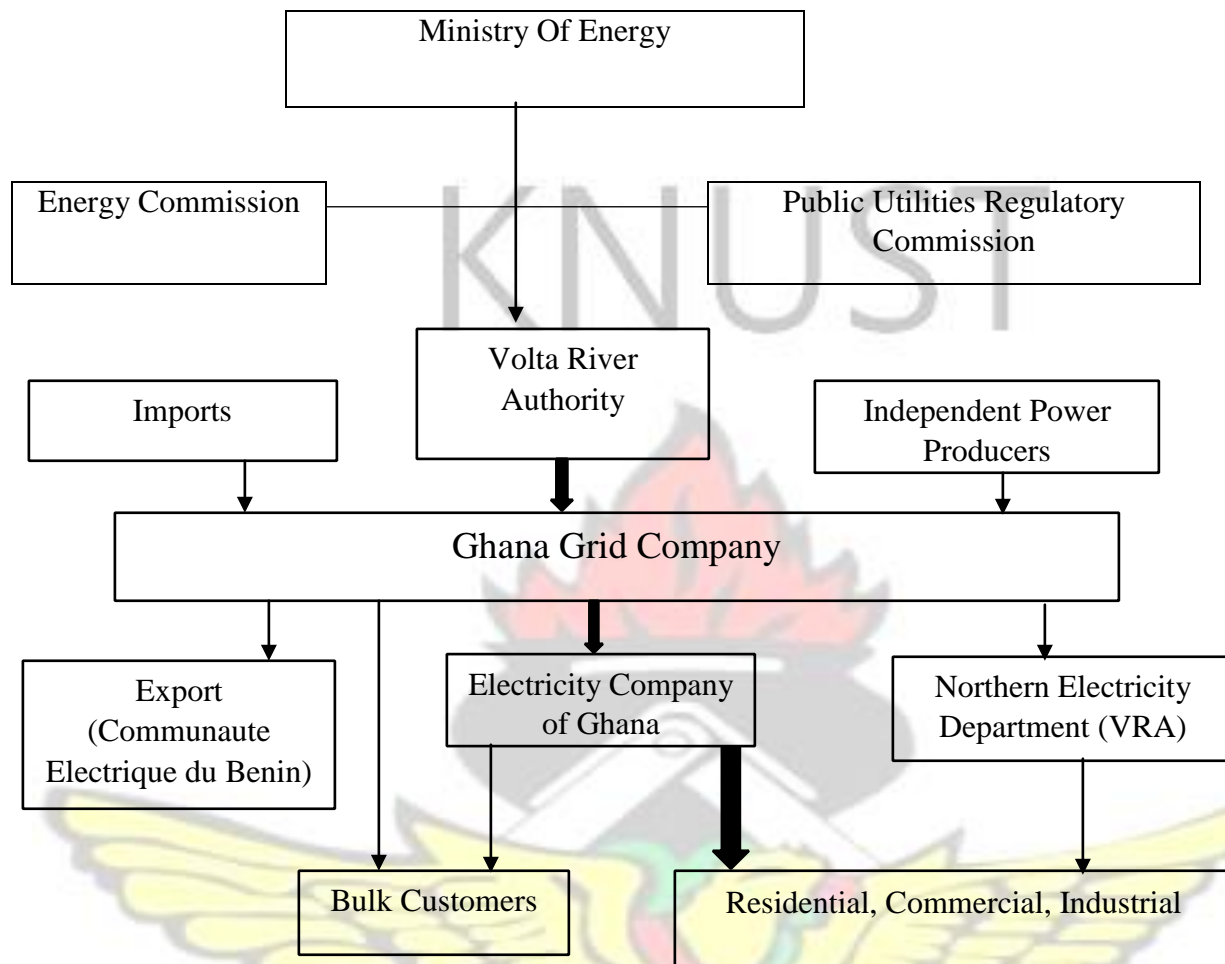 Ministry Of Energy
KNUST
Energy Commission
Public Utilities Regulatory
Commission
Volta River
Authority
Imports
Independent Power
Producers
Ghana Grid Company
Export
(Communaute
Electrique du Benin)
Electricity Company
of Ghana
Northern Electricity
Department (VRA)
Bulk Customers
Residential, Commercial, Industrial